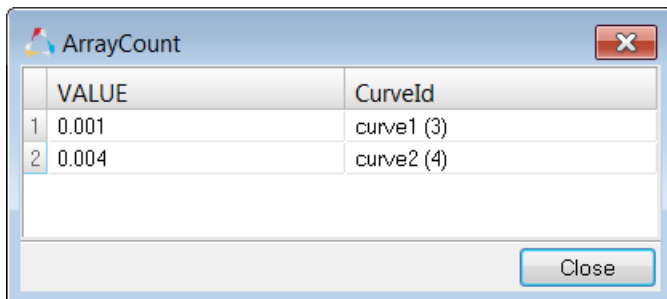 ArrayCount
VALUE CurveId
1 0.001 curve1 (3)
2 0.004 curve2 (4)
Close